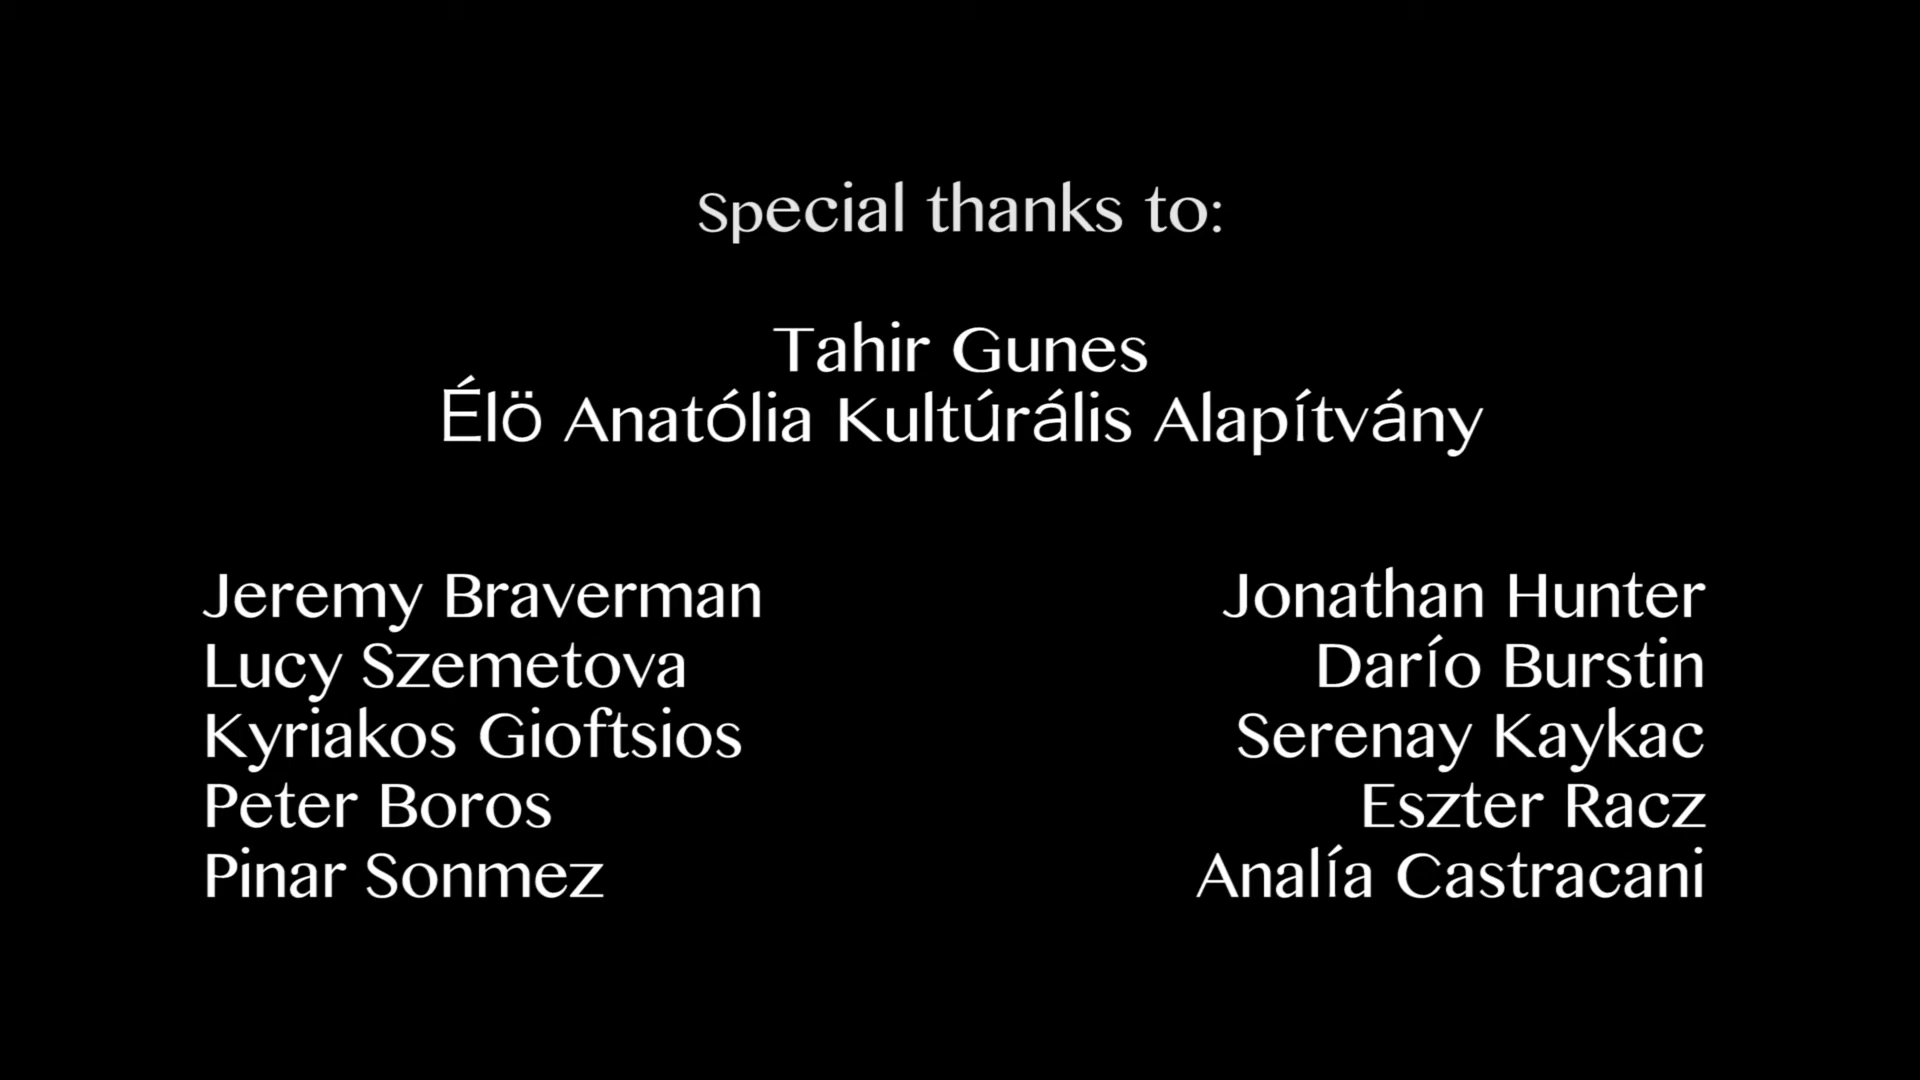 Special thanks to:
Tahir Gunes
Élö Anatólia Kultúrális Alapítvány
Jeremy Braverman
Lucy Szemetova
Kyriakos Gioftsios
Peter Boros
Pinar Sonmez
Jonathan Hunter
Darío Burstin
Serenay Kaykac
Eszter Racz
Analía Castracani